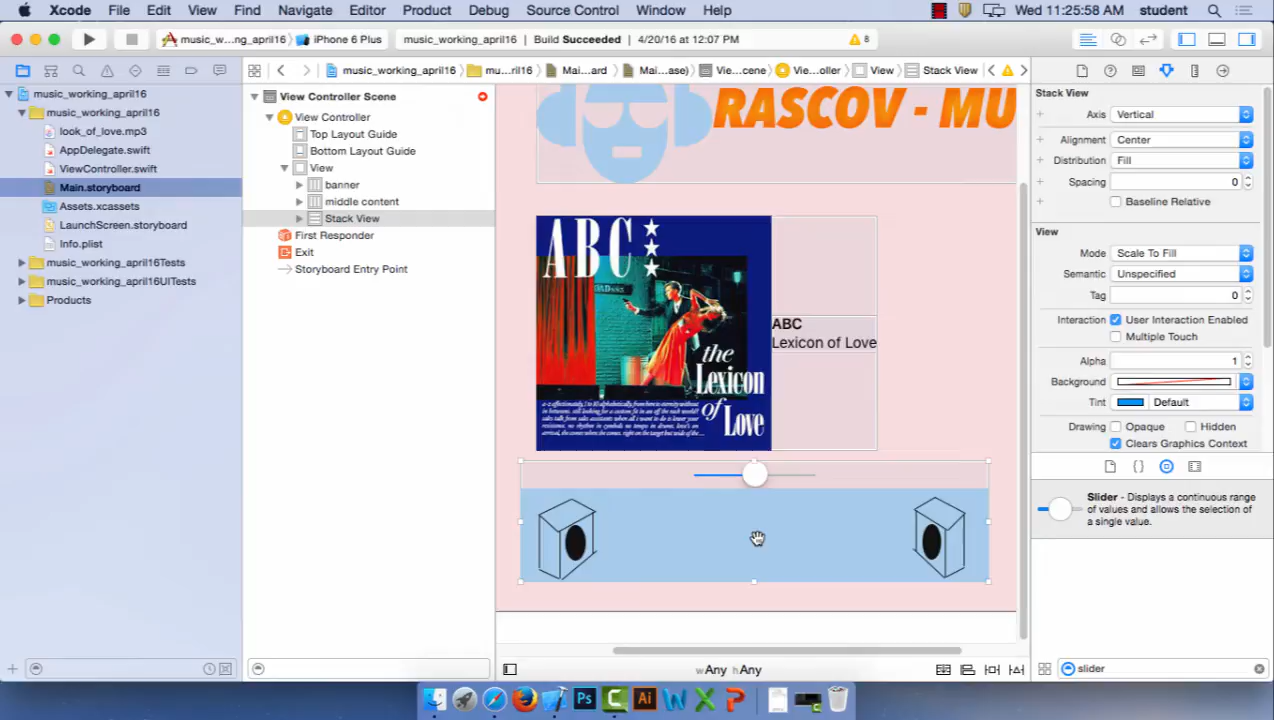 Xcode File Edit View Find Navigate Editor Product Debug Source Control Window Help Wed 11:25:58 AM student
music_w...ng_april16 iPhone 6 Plus music_working_april16 Build Succeeded 4/20/16 at 12:07 PM 8
music_working_april16 mu...ril16 Mai...ard Mai...ase) Vie...cene Vie...oller View Stack View
music_working_april16
music_working_april16
look_of_love.mp3
AppDelegate.swift
ViewController.swift
Main.storyboard
Assets.xcassets
LaunchScreen.storyboard
Info.plist
music_working_april16Tests
music_working_april16UITests
Products
View Controller Scene
View Controller
Top Layout Guide
Bottom Layout Guide
View
banner
middle content
Stack View
First Responder
Exit
Storyboard Entry Point
RASCOV - MU
ABC
the
Lexicon
of
Love
ABC
Lexicon of Love
wAny hAny
Stack View
Axis Vertical
Alignment Center
Distribution Fill
Spacing 0
Baseline Relative
View
Mode Scale To Fill
Semantic Unspecified
Tag 0
Interaction User Interaction Enabled
Multiple Touch
Alpha 1
Background
Tint Default
Drawing Opaque Hidden
Clears Graphics Context
Slider - Displays a continuous range
of values and allows the selection of
a single value.
slider
Ps Ai W X P